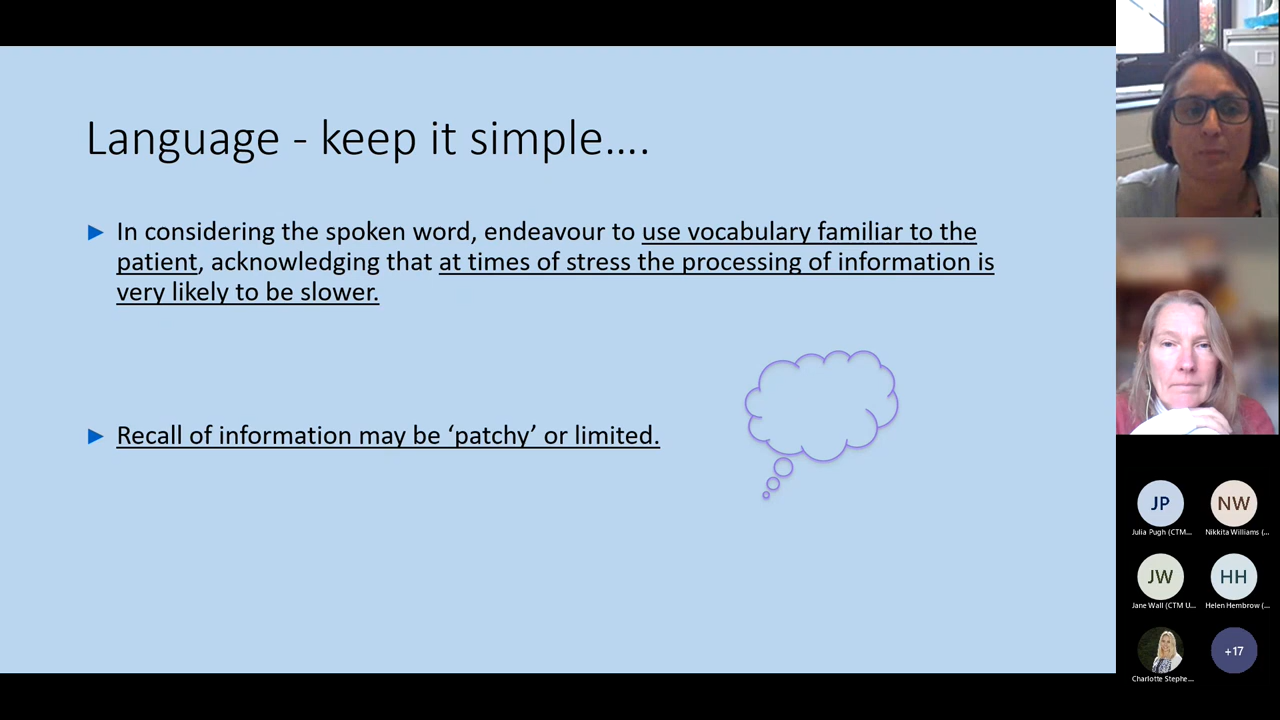 Language - keep it simple….
► In considering the spoken word, endeavour to use vocabulary familiar to the
patient, acknowledging that at times of stress the processing of information is
very likely to be slower.
► Recall of information may be ‘patchy’ or limited.
JP
NW
Julia Pugh (CTM...
Nikkita Williams (...
JW
HH
Jane Wall (CTM U...
Helen Hembrow (...
+17
Charlotte Stephe...